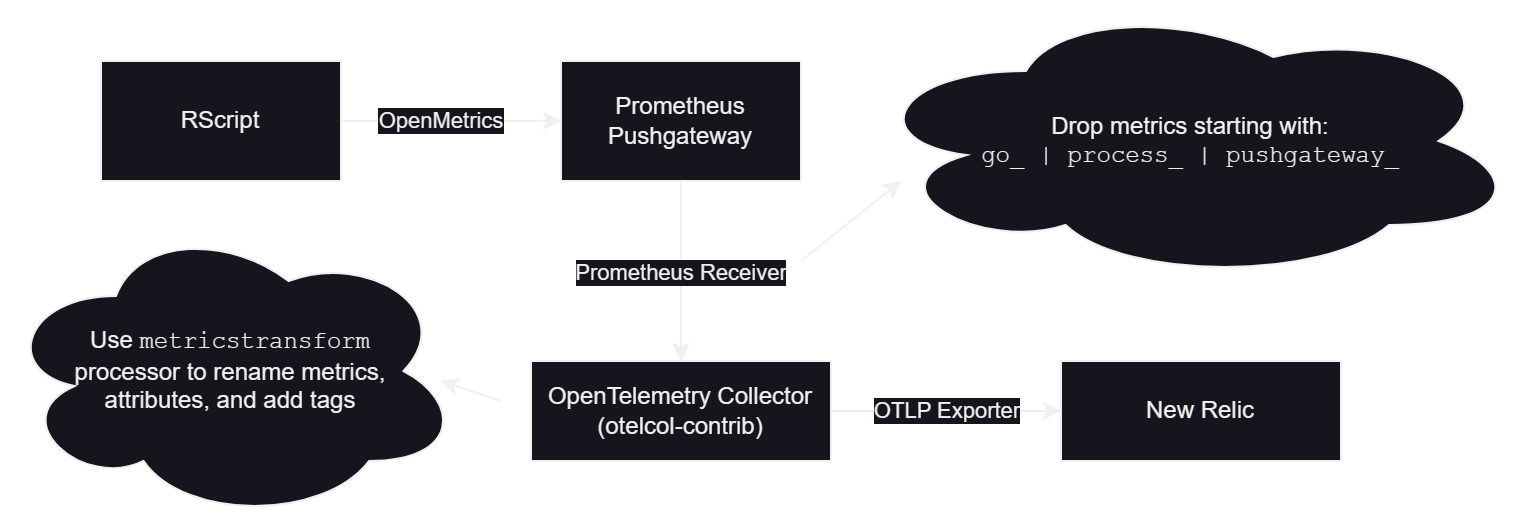 RScript
OpenMetrics
Prometheus
Pushgateway
Drop metrics starting with:
go_ | process_ | pushgateway_
Prometheus Receiver
Use metricstransform
processor to rename metrics,
attributes, and add tags
OpenTelemetry Collector
(otelcol-contrib)
OTLP Exporter
New Relic